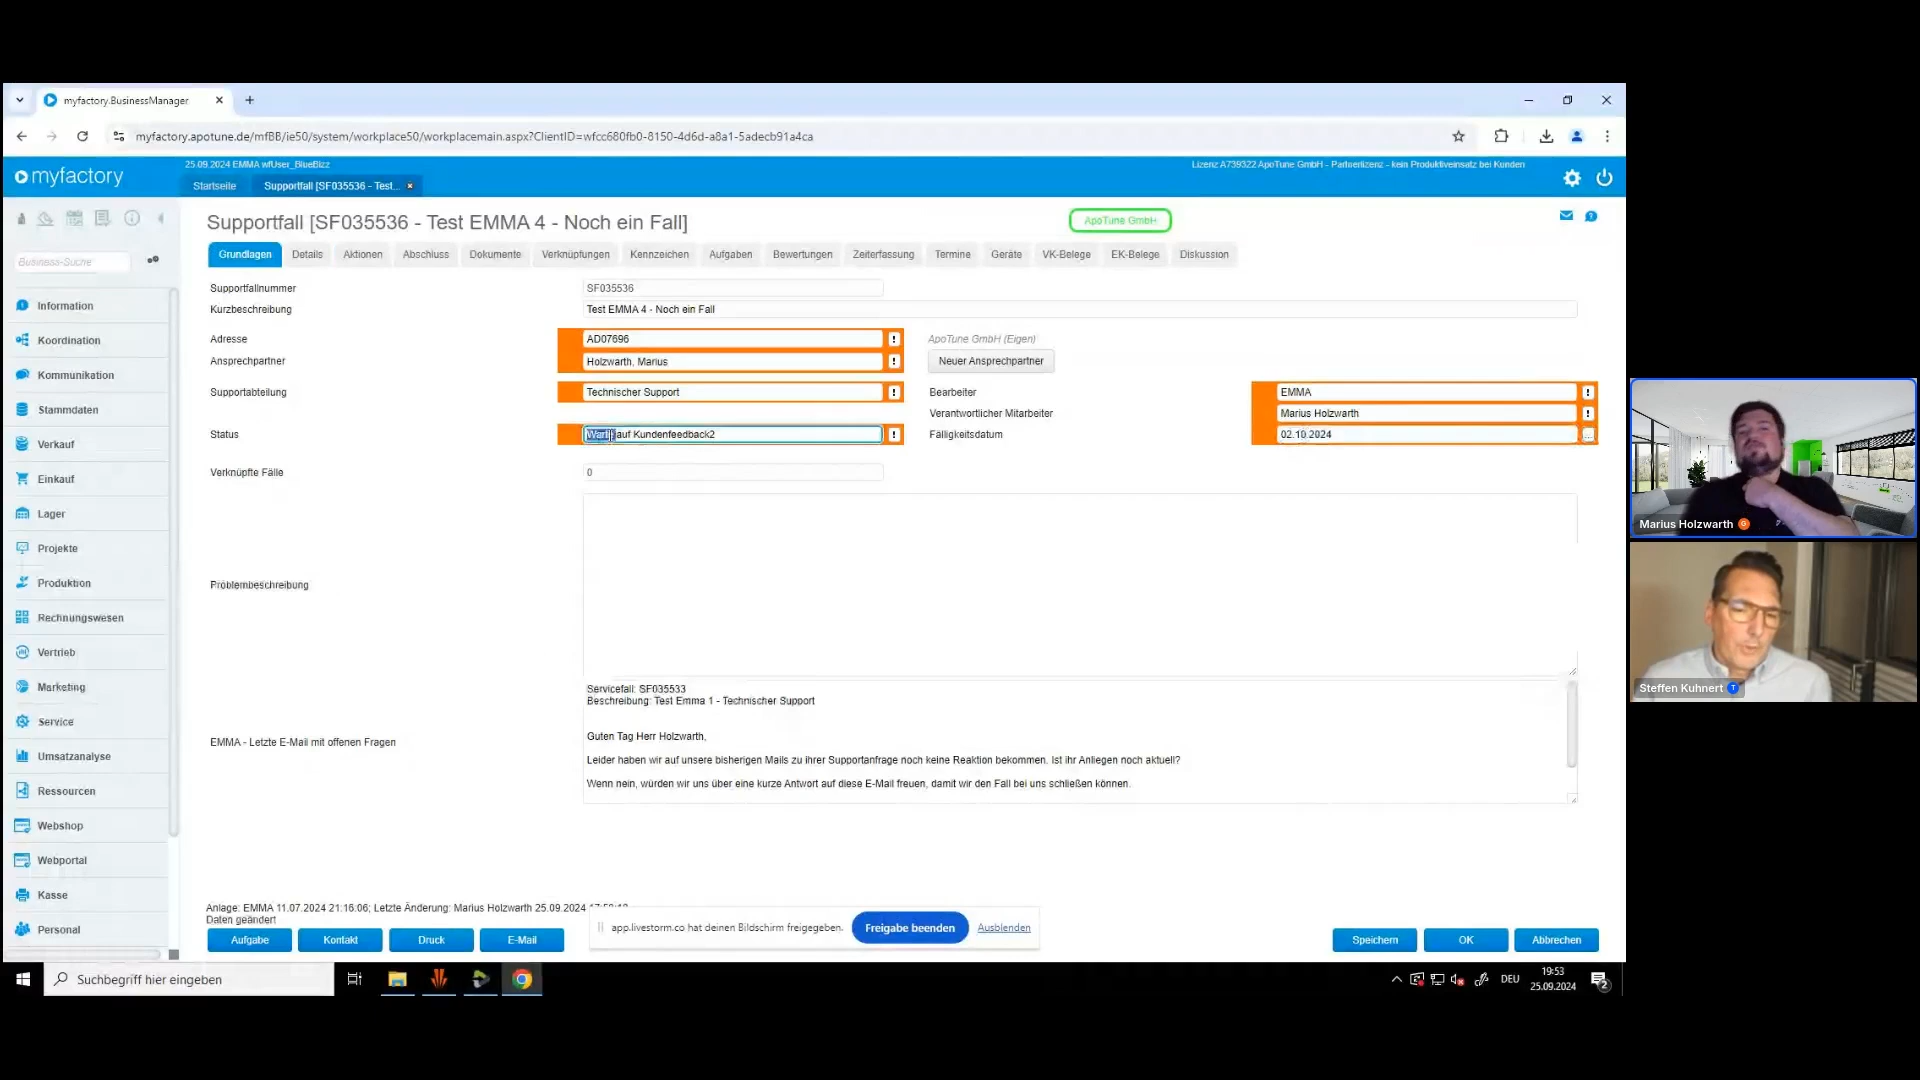 myfactory.BusinessManager
myfactory.apotune.de/mfBB/ie50/system/workplace50/workplacemain.aspx?ClientID=wfcc680fb0-8150-4d6d-a8a1-5adecb91a4ca
25.09.2024 EMMA wfUser_BlueBizz
Lizenz A739322 ApoTune GmbH - Partnerlizenz - kein Produktiveinsatz bei Kunden
myfactory
Startseite
Supportfall [SF035536 - Test...
Supportfall [SF035536 - Test EMMA 4 - Noch ein Fall]
ApoTune GmbH
Grundlagen Details Aktionen Abschluss Dokumente Verknüpfungen Kennzeichen Aufgaben Bewertungen Zeiterfassung Termine Geräte VK-Belege EK-Belege Diskussion
Business-Suche
Information
Koordination
Kommunikation
Stammdaten
Verkauf
Einkauf
Lager
Projekte
Produktion
Rechnungswesen
Vertrieb
Marketing
Service
Umsatzanalyse
Ressourcen
Webshop
Webportal
Kasse
Personal
Supportfallnummer SF035536
Kurzbeschreibung Test EMMA 4 - Noch ein Fall
Adresse AD07696 ! ApoTune GmbH (Eigen)
Ansprechpartner Holzwarth, Marius ! Neuer Ansprechpartner
Supportabteilung Technischer Support ! Bearbeiter EMMA !
Verantwortlicher Mitarbeiter Marius Holzwarth !
Status auf Kundenfeedback2 ! Fälligkeitsdatum 02.10.2024 ...
Verknüpfte Fälle 0
Problembeschreibung
EMMA - Letzte E-Mail mit offenen Fragen
Servicefall: SF035533
Beschreibung: Test Emma 1 - Technischer Support
Guten Tag Herr Holzwarth,
Leider haben wir auf unsere bisherigen Mails zu ihrer Supportanfrage noch keine Reaktion bekommen. Ist ihr Anliegen noch aktuell?
Wenn nein, würden wir uns über eine kurze Antwort auf diese E-Mail freuen, damit wir den Fall bei uns schließen können.
Anlage: EMMA 11.07.2024 21:16:06; Letzte Änderung: Marius Holzwarth 25.09.2024
Daten geändert
Aufgabe Kontakt Druck E-Mail
app.livestorm.co hat deinen Bildschirm freigegeben. Freigabe beenden Ausblenden
Speichern OK Abbrechen
Suchbegriff hier eingeben
DEU
19:53
25.09.2024
2
Marius Holzwarth G
Steffen Kuhnert T